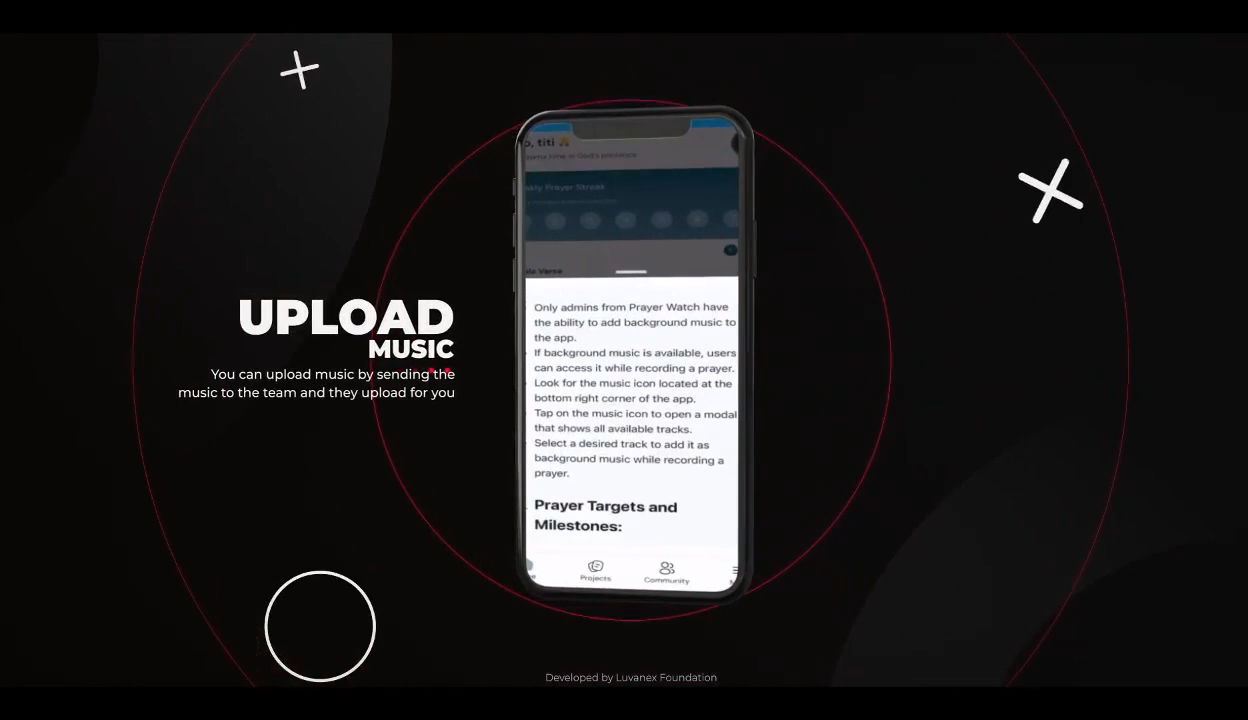 UPLOAD
MUSIC
You can upload music by sending the
music to the team and they upload for you
o, titi
Prayer Streak
Verse
Only admins from Prayer Watch have
the ability to add background music to
the app.
If background music is available, users
can access it while recording a prayer.
Look for the music icon located at the
bottom right corner of the app.
Tap on the music icon to open a modal
that shows all available tracks.
Select a desired track to add it as
background music while recording a
prayer.
Prayer Targets and
Milestones:
Projects
Community
Developed by Luvanex Foundation